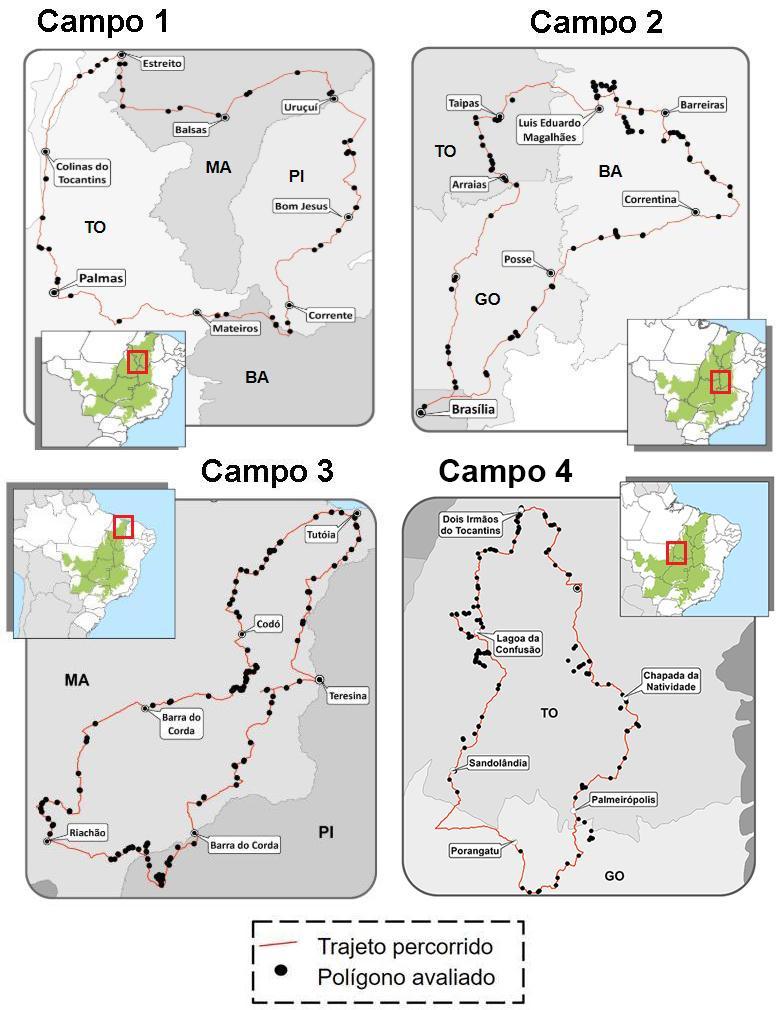 Campo 1
Estreito
Uruçuí
Balsas
MA
PI
Colinas do
Tocantins
Bom Jesus
TO
Palmas
Corrente
Mateiros
BA
Campo 2
Taipas
Luis Eduardo
Magalhães
Barreiras
TO
BA
Arraias
Correntina
Posse
GO
Brasília
Campo 3
Tutóia
Codó
MA
Teresina
Barra do
Corda
Riachão
PI
Barra do Corda
Campo 4
Dois Irmãos
do Tocantins
Lagoa da
Confusão
Chapada da
Natividade
TO
Sandolândia
Palmeirópolis
Porangatu
GO
Trajeto percorrido
Polígono avaliado